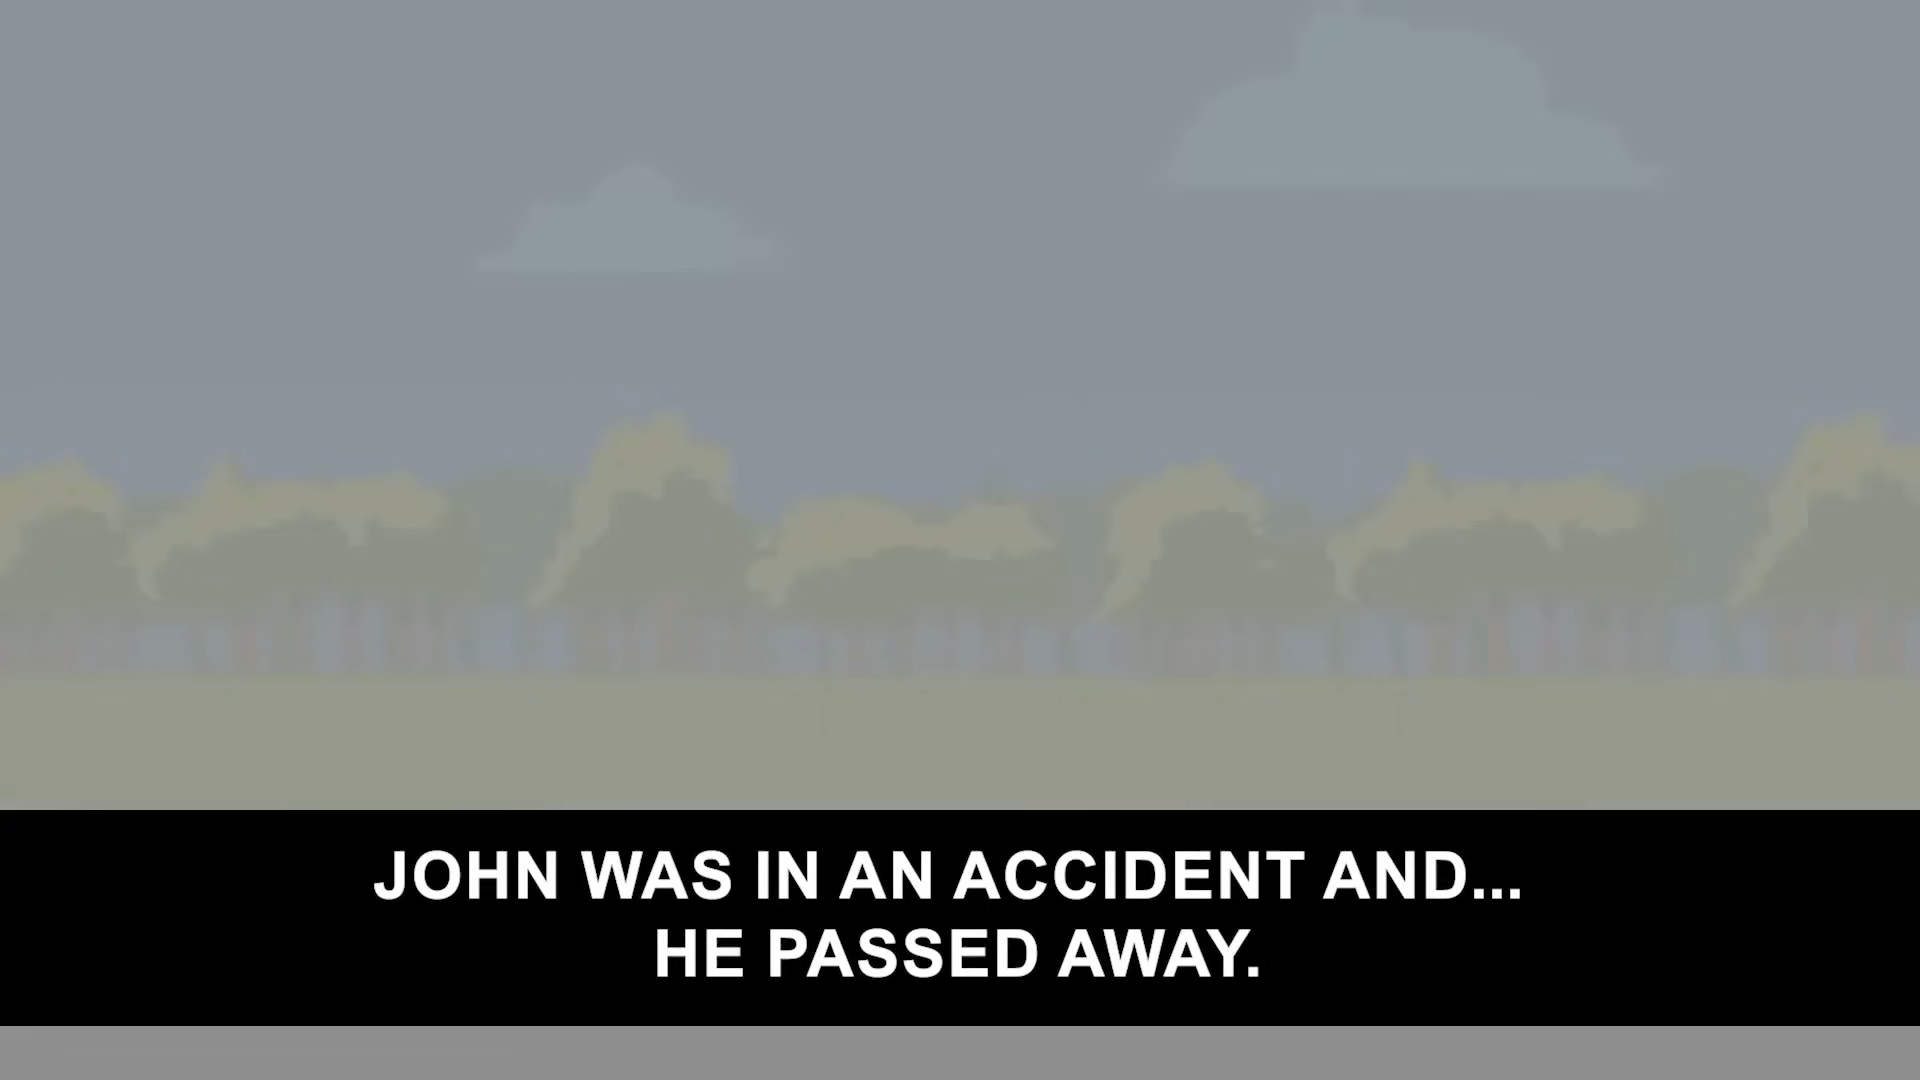 JOHN WAS IN AN ACCIDENT AND...
HE PASSED AWAY.